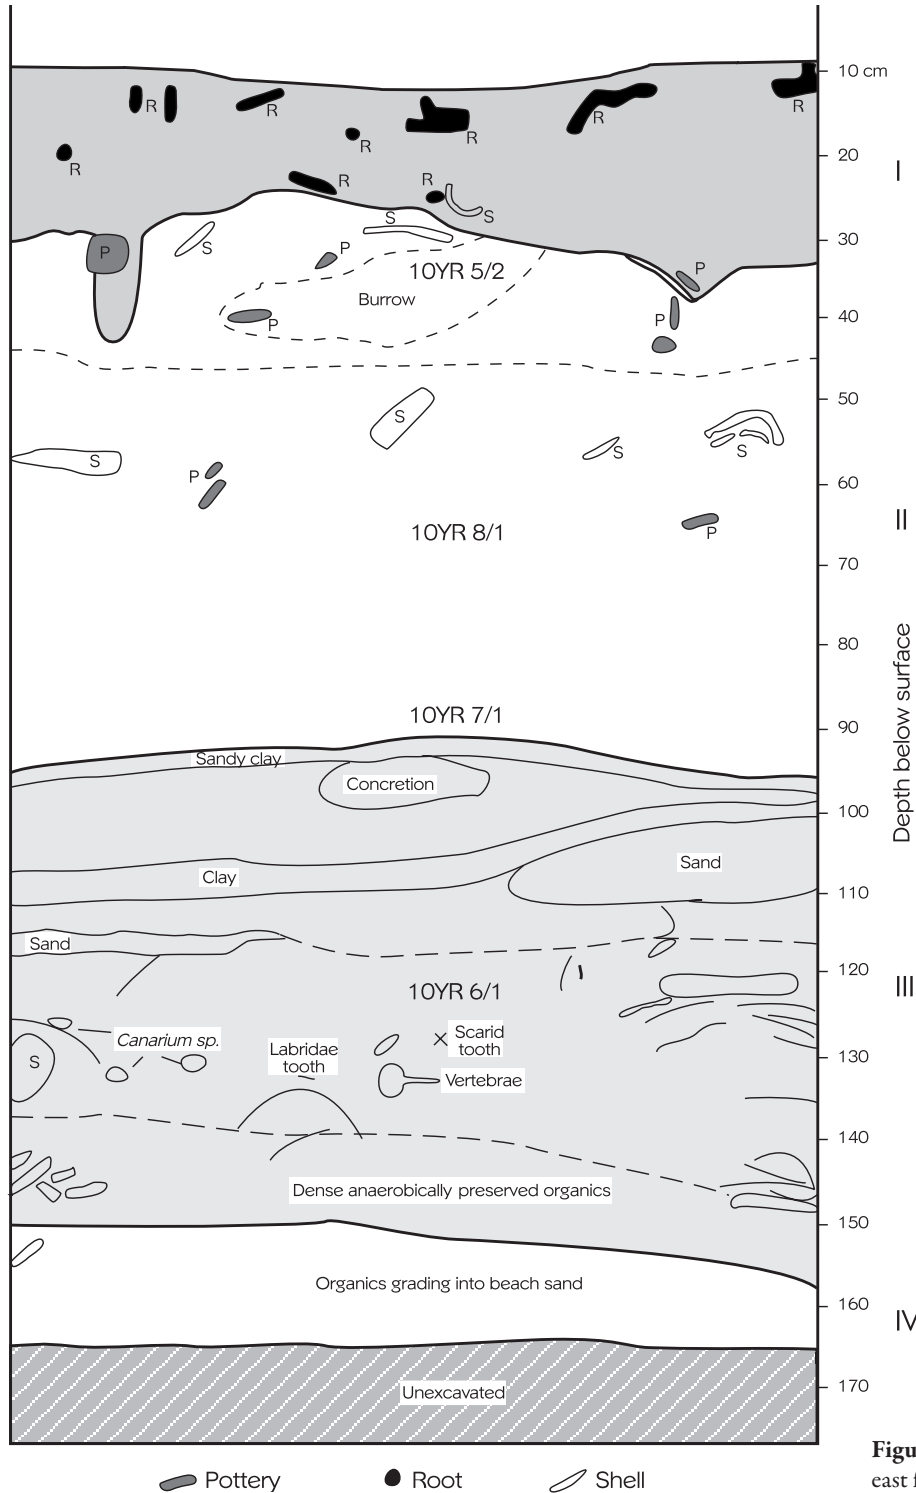 10 cm
R
R
R
R
R
R
R
R
R
20
I
S
S
P
S
P
30
10YR 5/2
P
Burrow
P
P
40
50
S
S
S
S
P
60
II
10YR 8/1
P
70
80
Depth below surface
10YR 7/1
90
Sandy clay
Concretion
100
Sand
Clay
110
Sand
120
10YR 6/1
III
Canarium sp.
Scarid
tooth
Labridae
tooth
S
130
Vertebrae
140
Dense anaerobically preserved organics
150
Organics grading into beach sand
160
IV
170
Unexcavated
Pottery
Root
Shell
Figu
east f